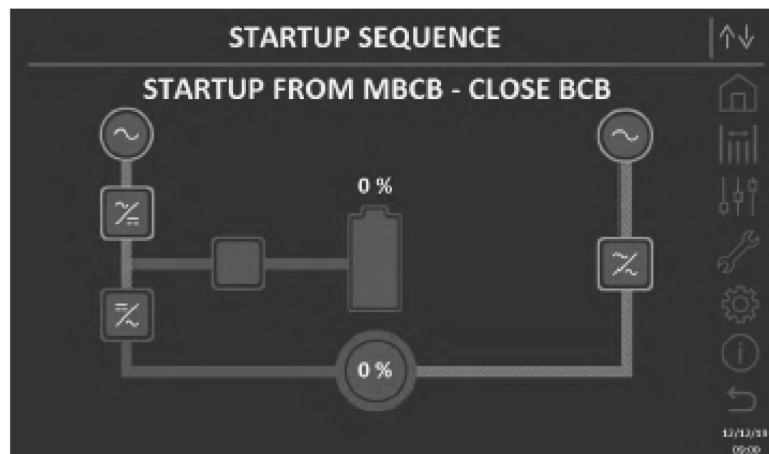 STARTUP SEQUENCE
STARTUP FROM MBCB - CLOSE BCB
0 %
0 %
12/12/19
09:00